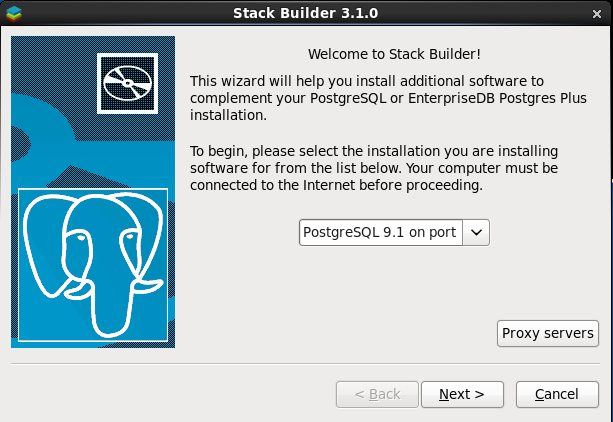 Stack Builder 3.1.0
Welcome to Stack Builder!
This wizard will help you install additional software to
complement your PostgreSQL or EnterpriseDB Postgres Plus
installation.
To begin, please select the installation you are installing
software for from the list below. Your computer must be
connected to the Internet before proceeding.
PostgreSQL 9.1 on port
Proxy servers
< Back
Next >
Cancel